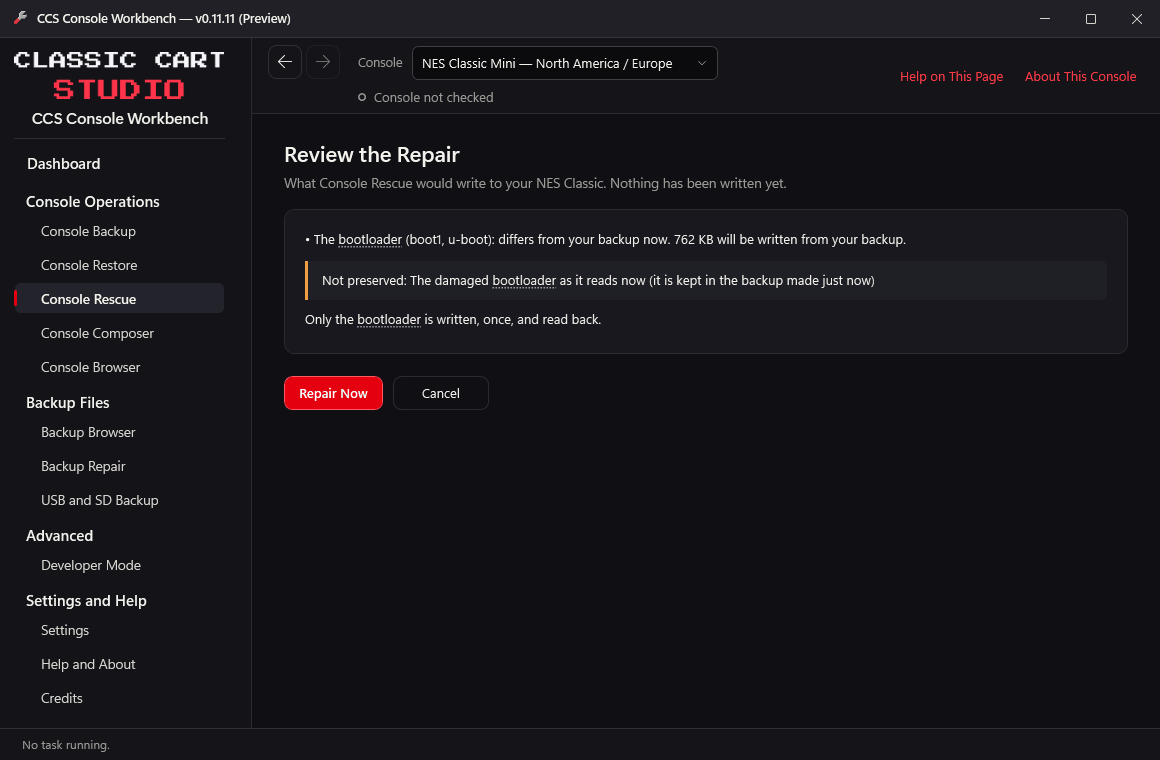 CCS Console Workbench — v0.11.11 (Preview)
CLASSIC CART
STUDIO
CCS Console Workbench
Dashboard
Console Operations
Console Backup
Console Restore
Console Rescue
Console Composer
Console Browser
Backup Files
Backup Browser
Backup Repair
USB and SD Backup
Advanced
Developer Mode
Settings and Help
Settings
Help and About
Credits
Console
NES Classic Mini — North America / Europe
Console not checked
Help on This Page
About This Console
Review the Repair
What Console Rescue would write to your NES Classic. Nothing has been written yet.
• The bootloader (boot1, u-boot): differs from your backup now. 762 KB will be written from your backup.
Not preserved: The damaged bootloader as it reads now (it is kept in the backup made just now)
Only the bootloader is written, once, and read back.
Repair Now
Cancel
No task running.